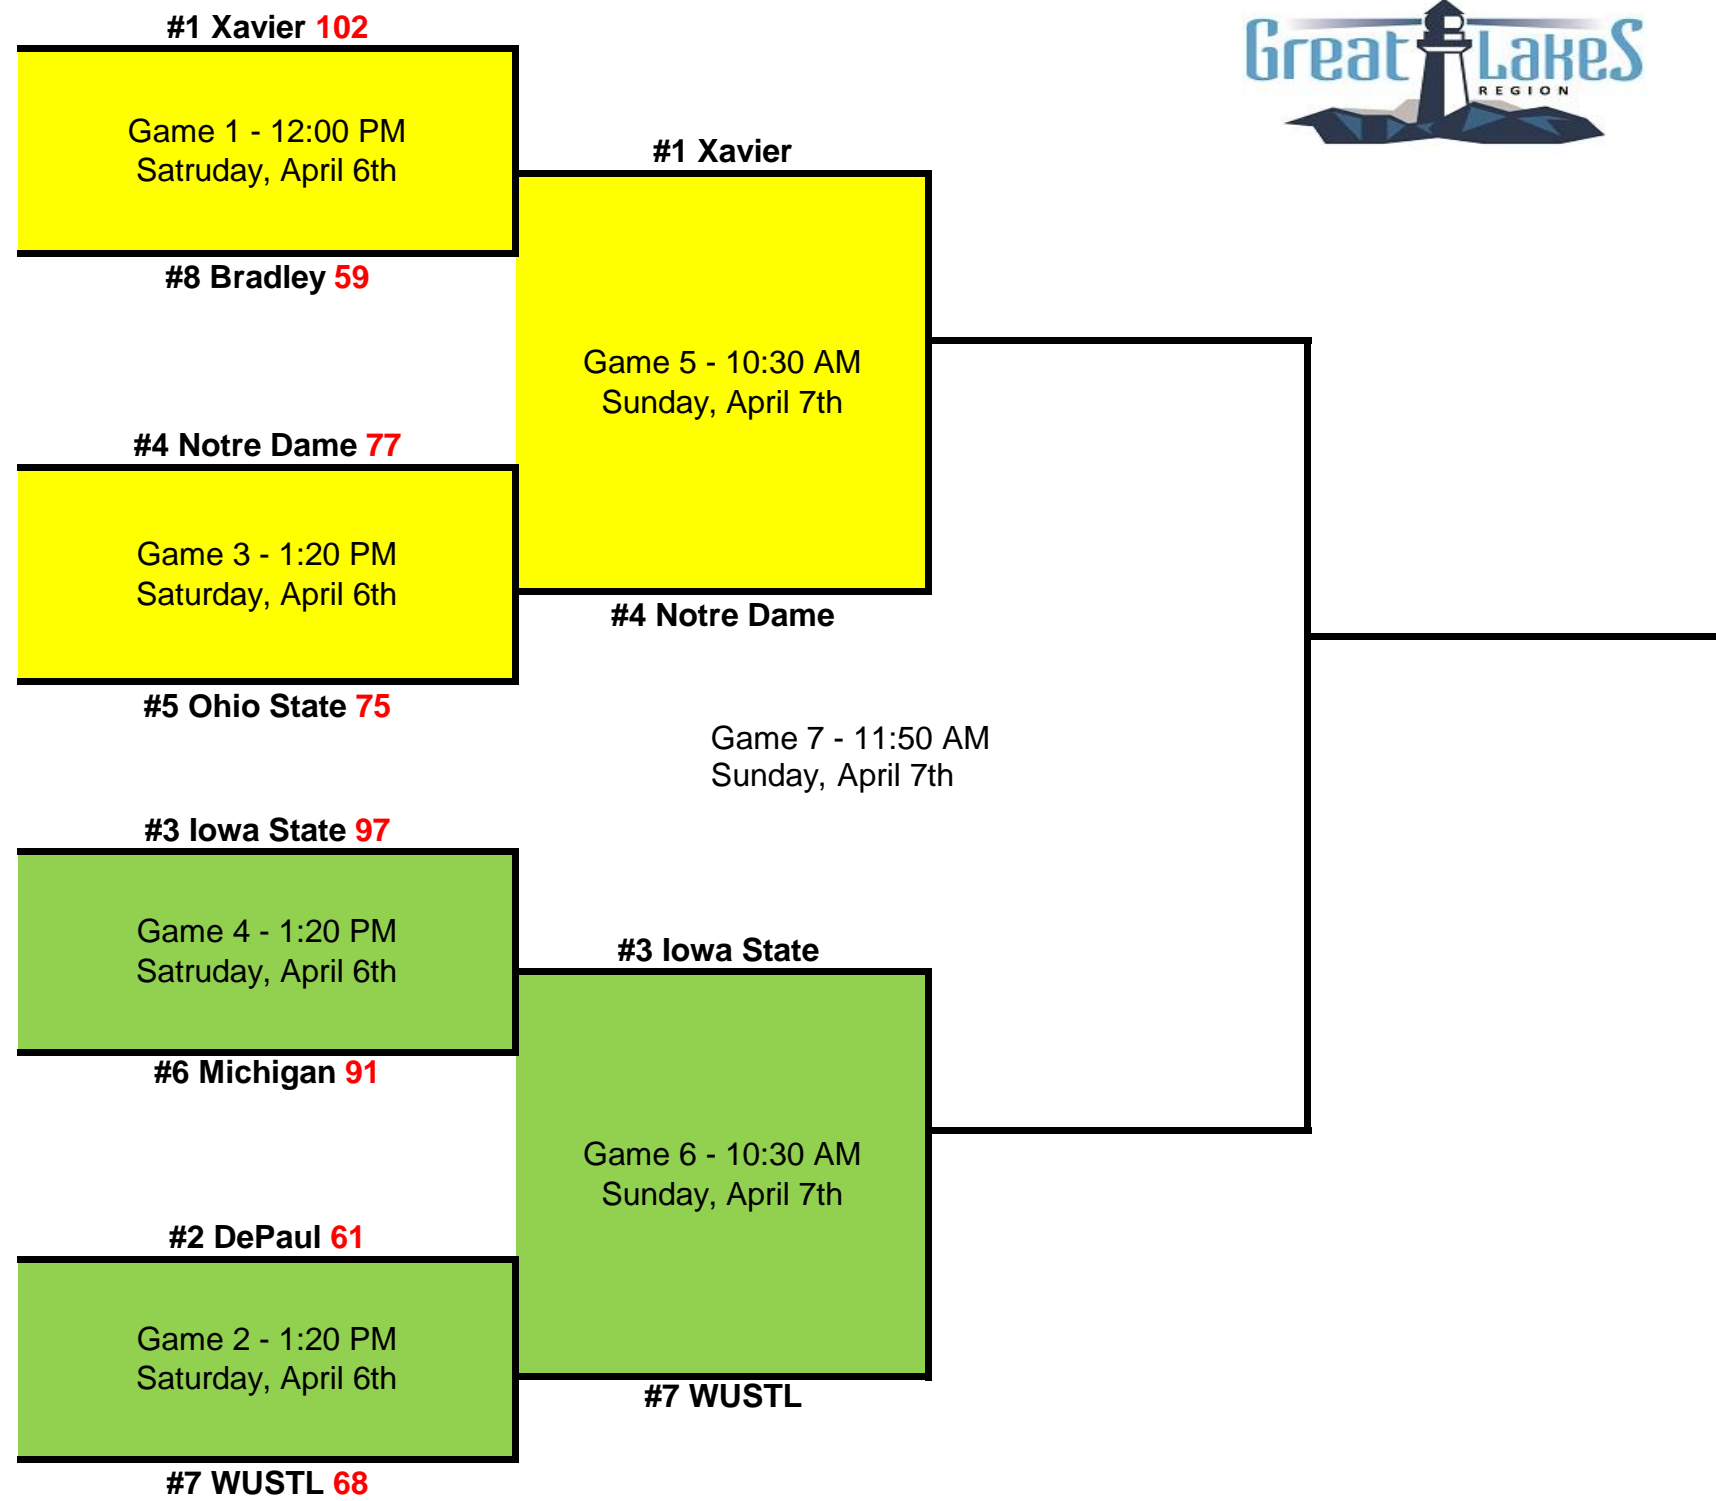 #1 Xavier 102
Great Lakes
REGION
Game 1 - 12:00 PM
Satruday, April 6th
#1 Xavier
#8 Bradley 59
Game 5 - 10:30 AM
Sunday, April 7th
#4 Notre Dame 77
Game 3 - 1:20 PM
Saturday, April 6th
#4 Notre Dame
#5 Ohio State 75
Game 7 - 11:50 AM
Sunday, April 7th
#3 Iowa State 97
Game 4 - 1:20 PM
Satruday, April 6th
#3 Iowa State
#6 Michigan 91
Game 6 - 10:30 AM
Sunday, April 7th
#2 DePaul 61
Game 2 - 1:20 PM
Saturday, April 6th
#7 WUSTL
#7 WUSTL 68